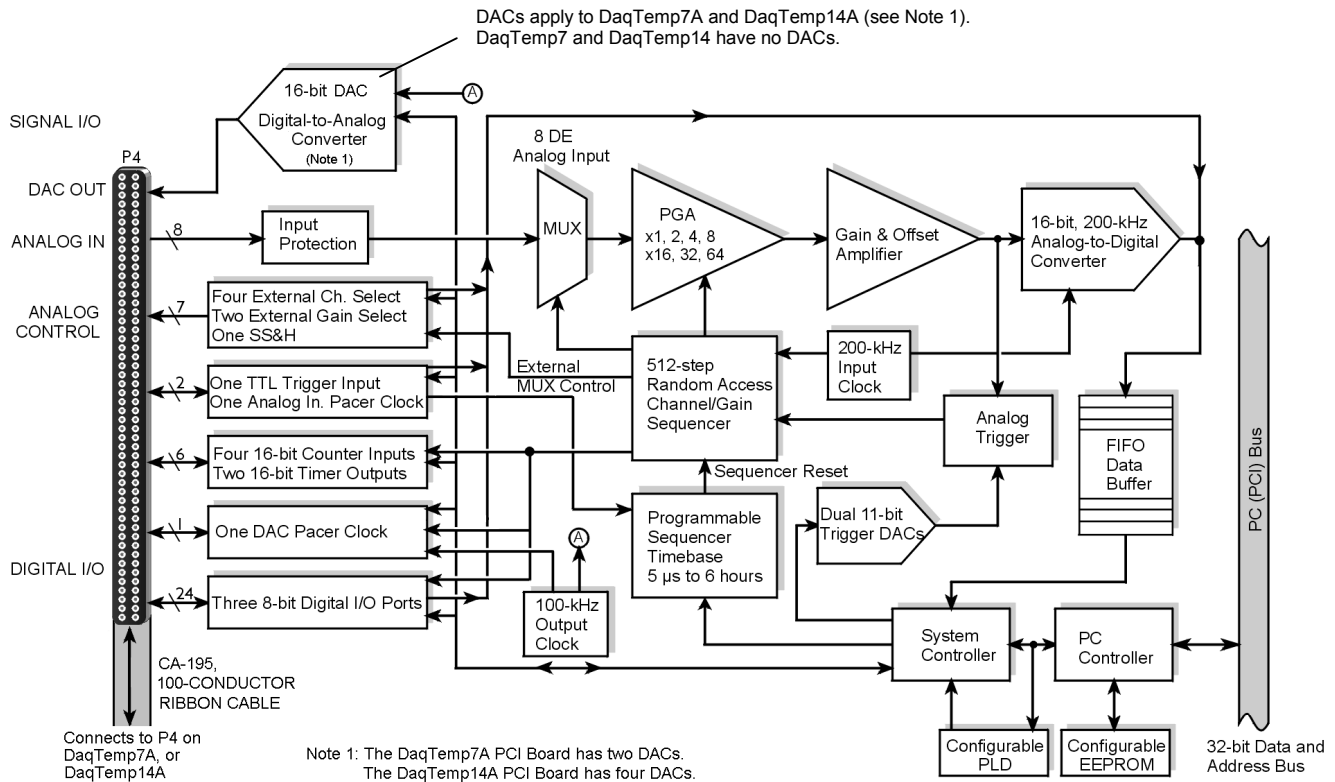 DACs apply to DaqTemp7A and DaqTemp14A (see Note 1).
DaqTemp7 and DaqTemp14 have no DACs.
16-bit DAC
Digital-to-Analog
Converter
(Note 1)
A
SIGNAL I/O
P4
DAC OUT
ANALOG IN
8
Input
Protection
8 DE
Analog Input
MUX
PGA
x1, 2, 4, 8
x16, 32, 64
Gain & Offset
Amplifier
16-bit, 200-kHz
Analog-to-Digital
Converter
ANALOG
CONTROL
7
Four External Ch. Select
Two External Gain Select
One SS&H
External
MUX Control
512-step
Random Access
Channel/Gain
Sequencer
200-kHz
Input
Clock
2
One TTL Trigger Input
One Analog In. Pacer Clock
Analog
Trigger
FIFO
Data
Buffer
PC (PCI) Bus
6
Four 16-bit Counter Inputs
Two 16-bit Timer Outputs
Sequencer Reset
1
One DAC Pacer Clock
A
Programmable
Sequencer
Timebase
5 µs to 6 hours
Dual 11-bit
Trigger DACs
DIGITAL I/O
24
Three 8-bit Digital I/O Ports
100-kHz
Output
Clock
System
Controller
PC
Controller
CA-195,
100-CONDUCTOR
RIBBON CABLE
Connects to P4 on
DaqTemp7A, or
DaqTemp14A
Configurable
PLD
Configurable
EEPROM
32-bit Data and
Address Bus
Note 1: The DaqTemp7A PCI Board has two DACs.
The DaqTemp14A PCI Board has four DACs.